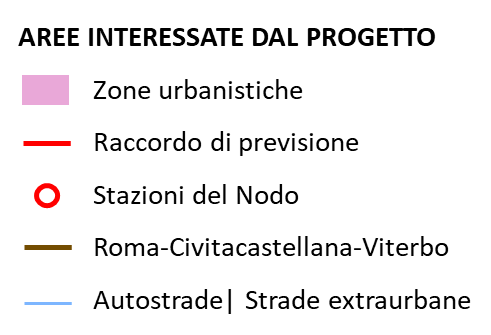 AREE INTERESSATE DAL PROGETTO
Zone urbanistiche
Raccordo di previsione
Stazioni del Nodo
Roma-Civitacastellana-Viterbo
Autostrade| Strade extraurbane